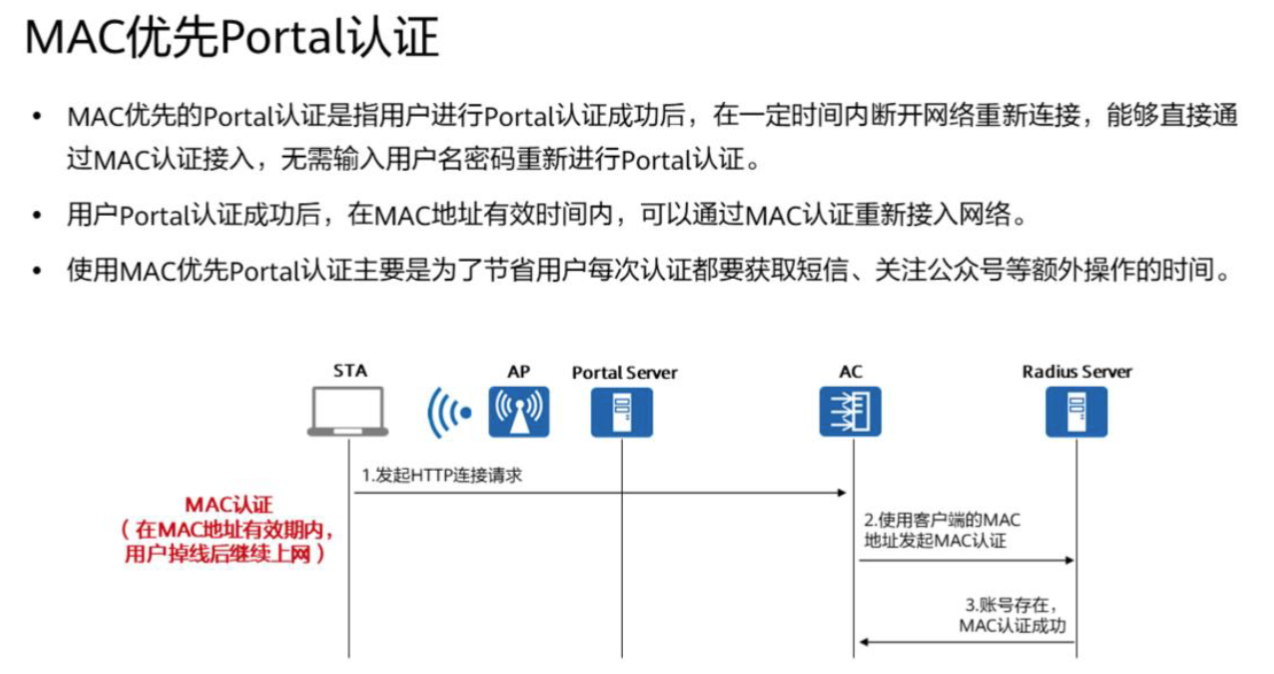 MAC优先Portal认证
• MAC优先的Portal认证是指用户进行Portal认证成功后，在一定时间内断开网络重新连接，能够直接通
过MAC认证接入，无需输入用户名密码重新进行Portal认证。
• 用户Portal认证成功后，在MAC地址有效时间内，可以通过MAC认证重新接入网络。
• 使用MAC优先Portal认证主要是为了节省用户每次认证都要获取短信、关注公众号等额外操作的时间。
STA
AP
Portal Server
AC
Radius Server
1.发起HTTP连接请求
MAC认证
（在MAC地址有效期内，
用户掉线后继续上网）
2.使用客户端的MAC
地址发起MAC认证
3.账号存在，
MAC认证成功